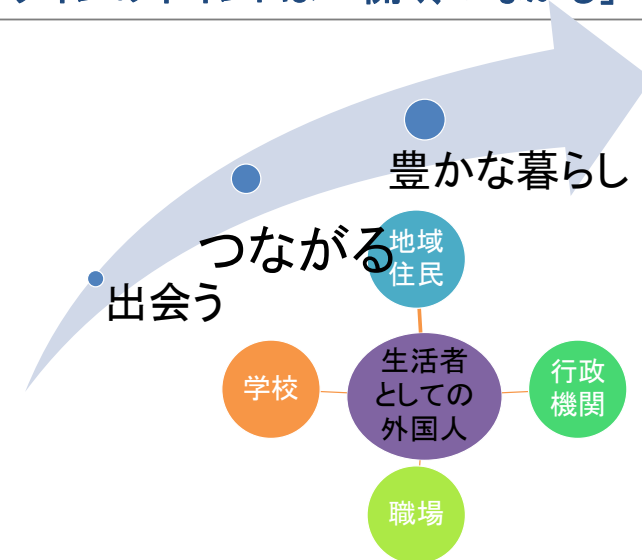 豊かな暮らし
つながる
出会う
地域
住民
学校
生活者
としての
外国人
行政
機関
職場